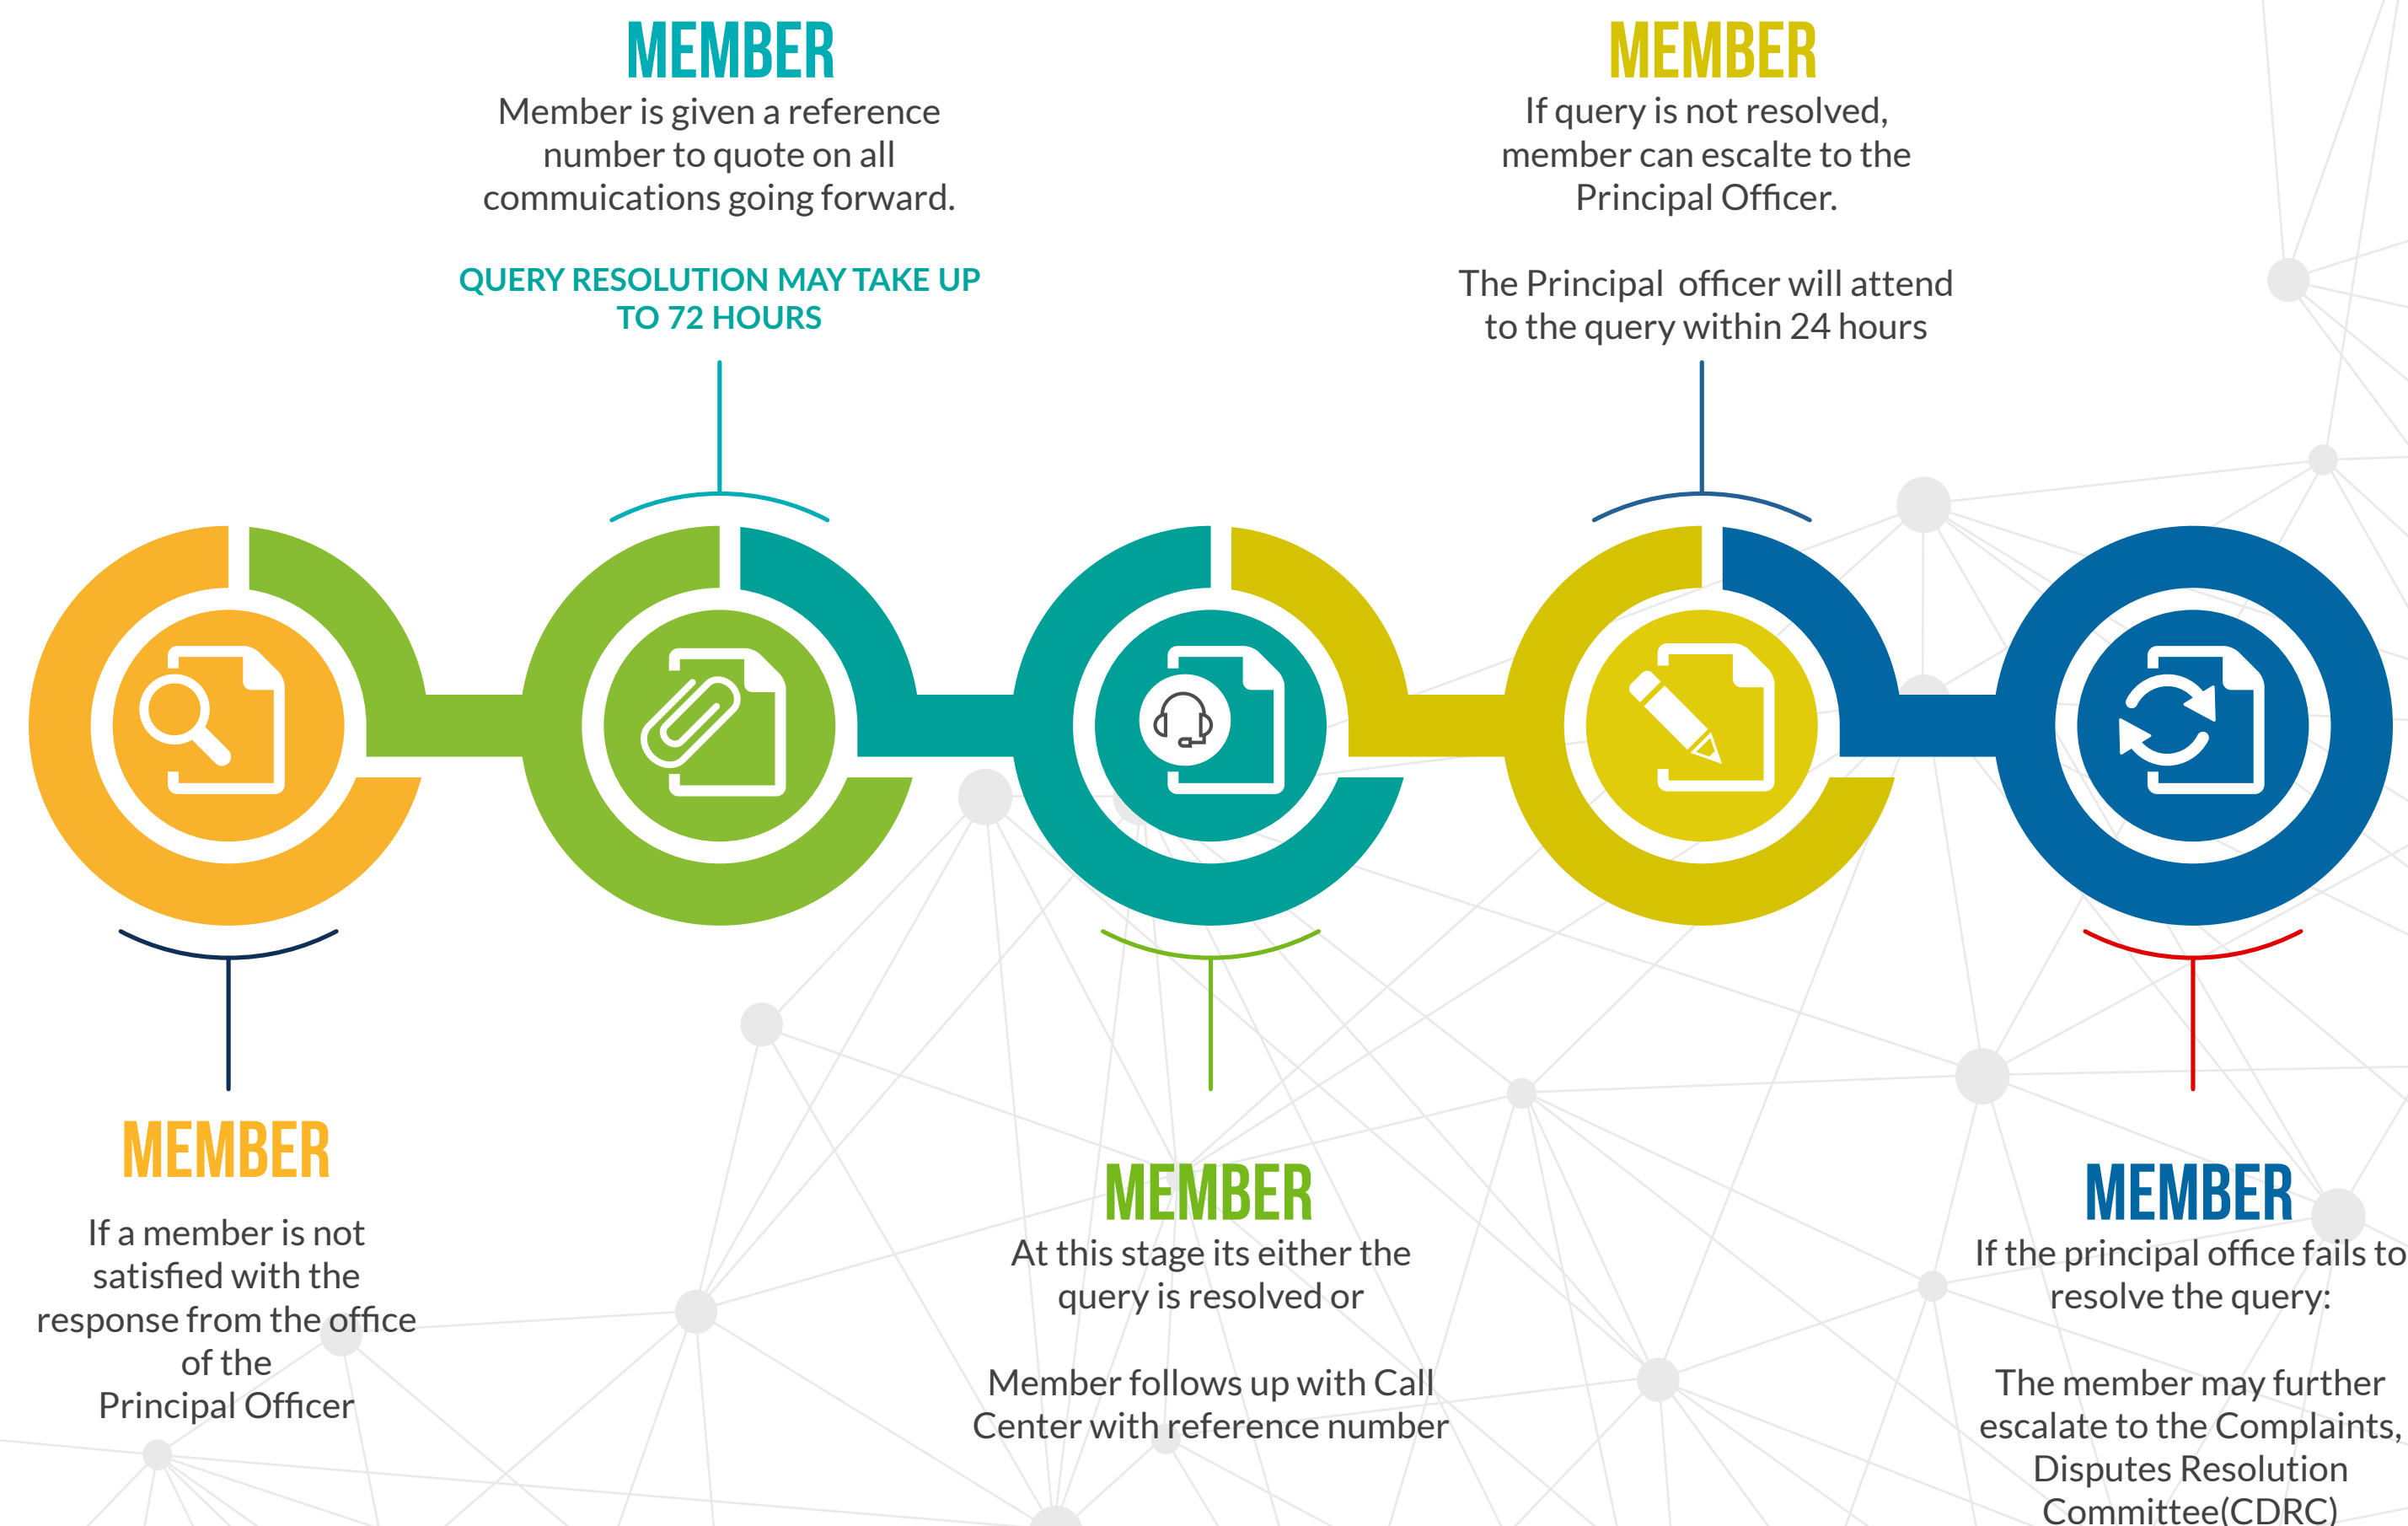 MEMBER
If a member is not
satisfied with the
response from the office
of the
Principal Officer
MEMBER
Member is given a reference
number to quote on all
commuications going forward.
QUERY RESOLUTION MAY TAKE UP
TO 72 HOURS
MEMBER
At this stage its either the
query is resolved or
Member follows up with Call
Center with reference number
MEMBER
If query is not resolved,
member can escalte to the
Principal Officer.
The Principal officer will attend
to the query within 24 hours
MEMBER
If the principal office fails to
resolve the query:
The member may further
escalate to the Complaints,
Disputes Resolution
Committee(CDRC)